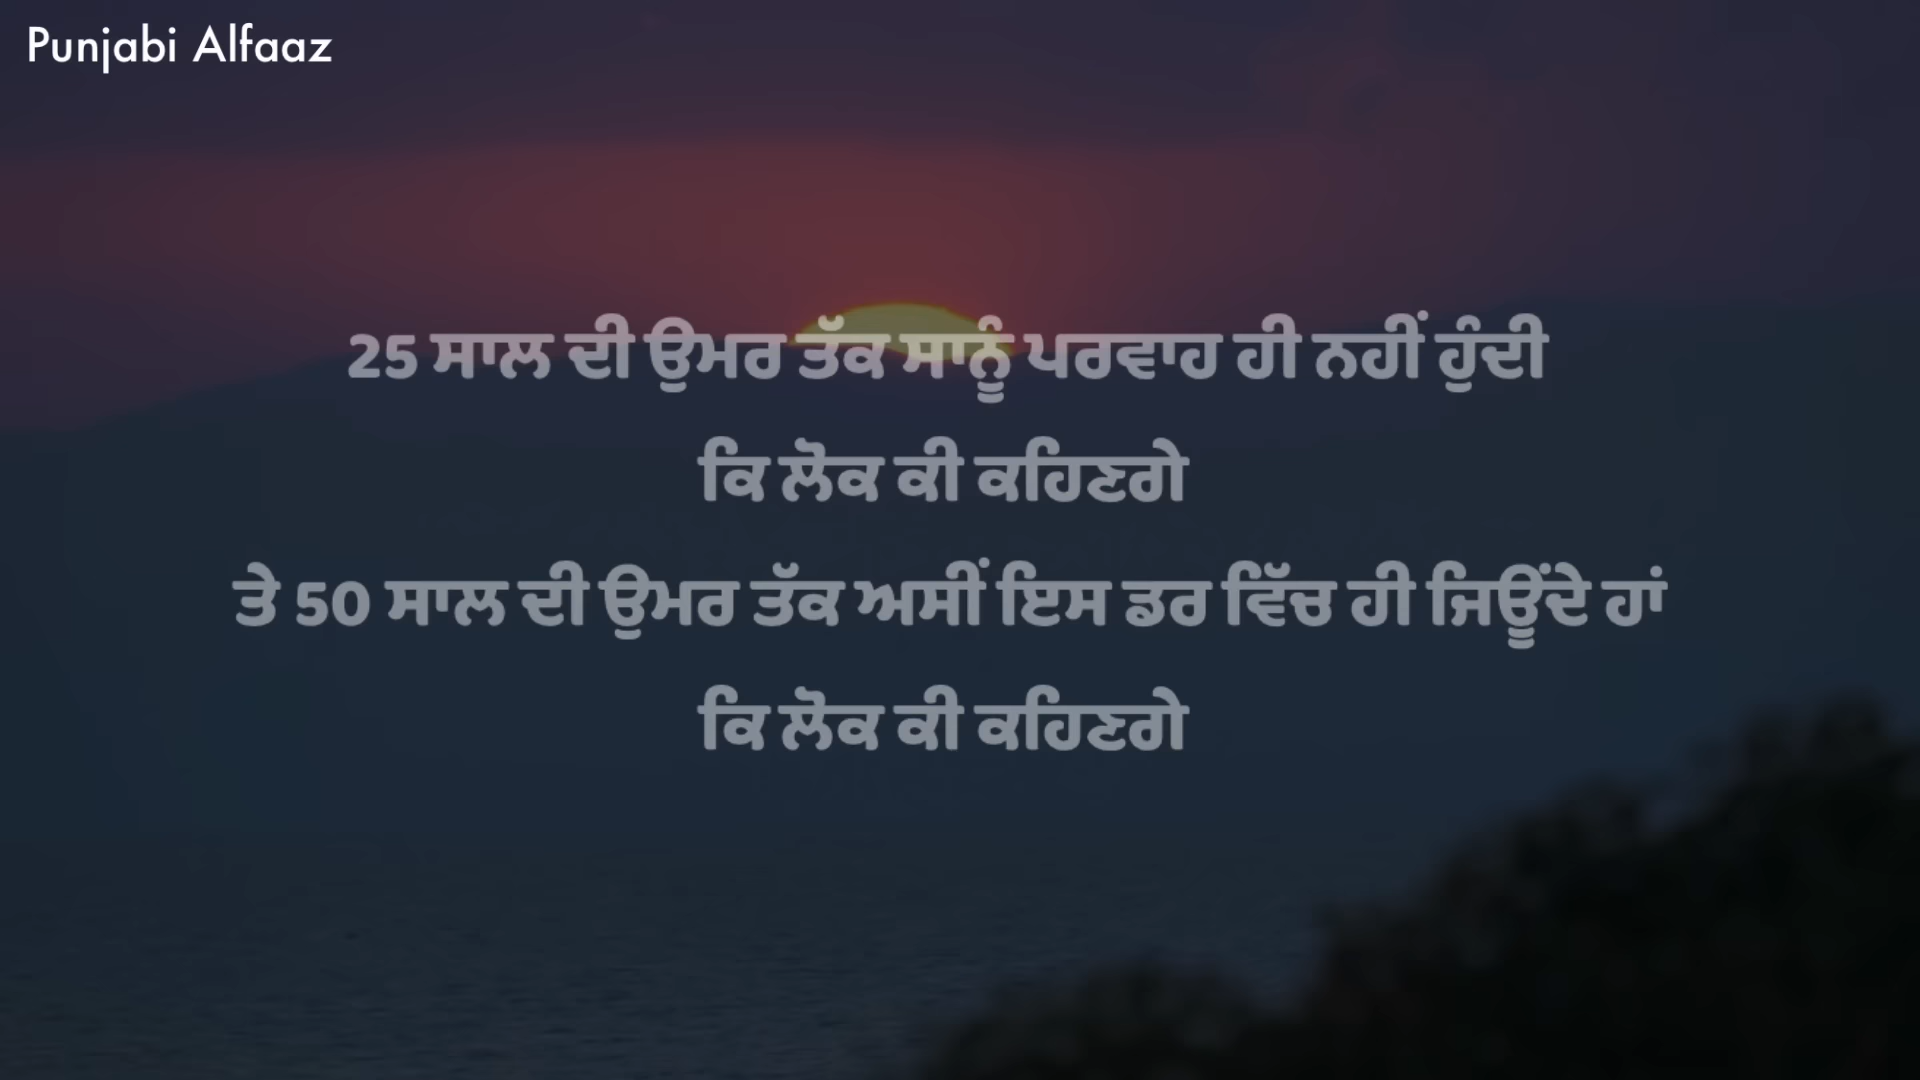 Punjabi Alfaaz
25 ਸਾਲ ਦੀ ਉਮਰ ਤੱਕ ਸਾਨੂੰ ਪਰਵਾਹ ਹੀ ਨਹੀਂ ਹੁੰਦੀ
ਕਿ ਲੋਕ ਕੀ ਕਹਿਣਗੇ
ਤੇ 50 ਸਾਲ ਦੀ ਉਮਰ ਤੱਕ ਅਸੀਂ ਇਸ ਡਰ ਵਿੱਚ ਹੀ ਜਿਊਂਦੇ ਹਾਂ
ਕਿ ਲੋਕ ਕੀ ਕਹਿਣਗੇ